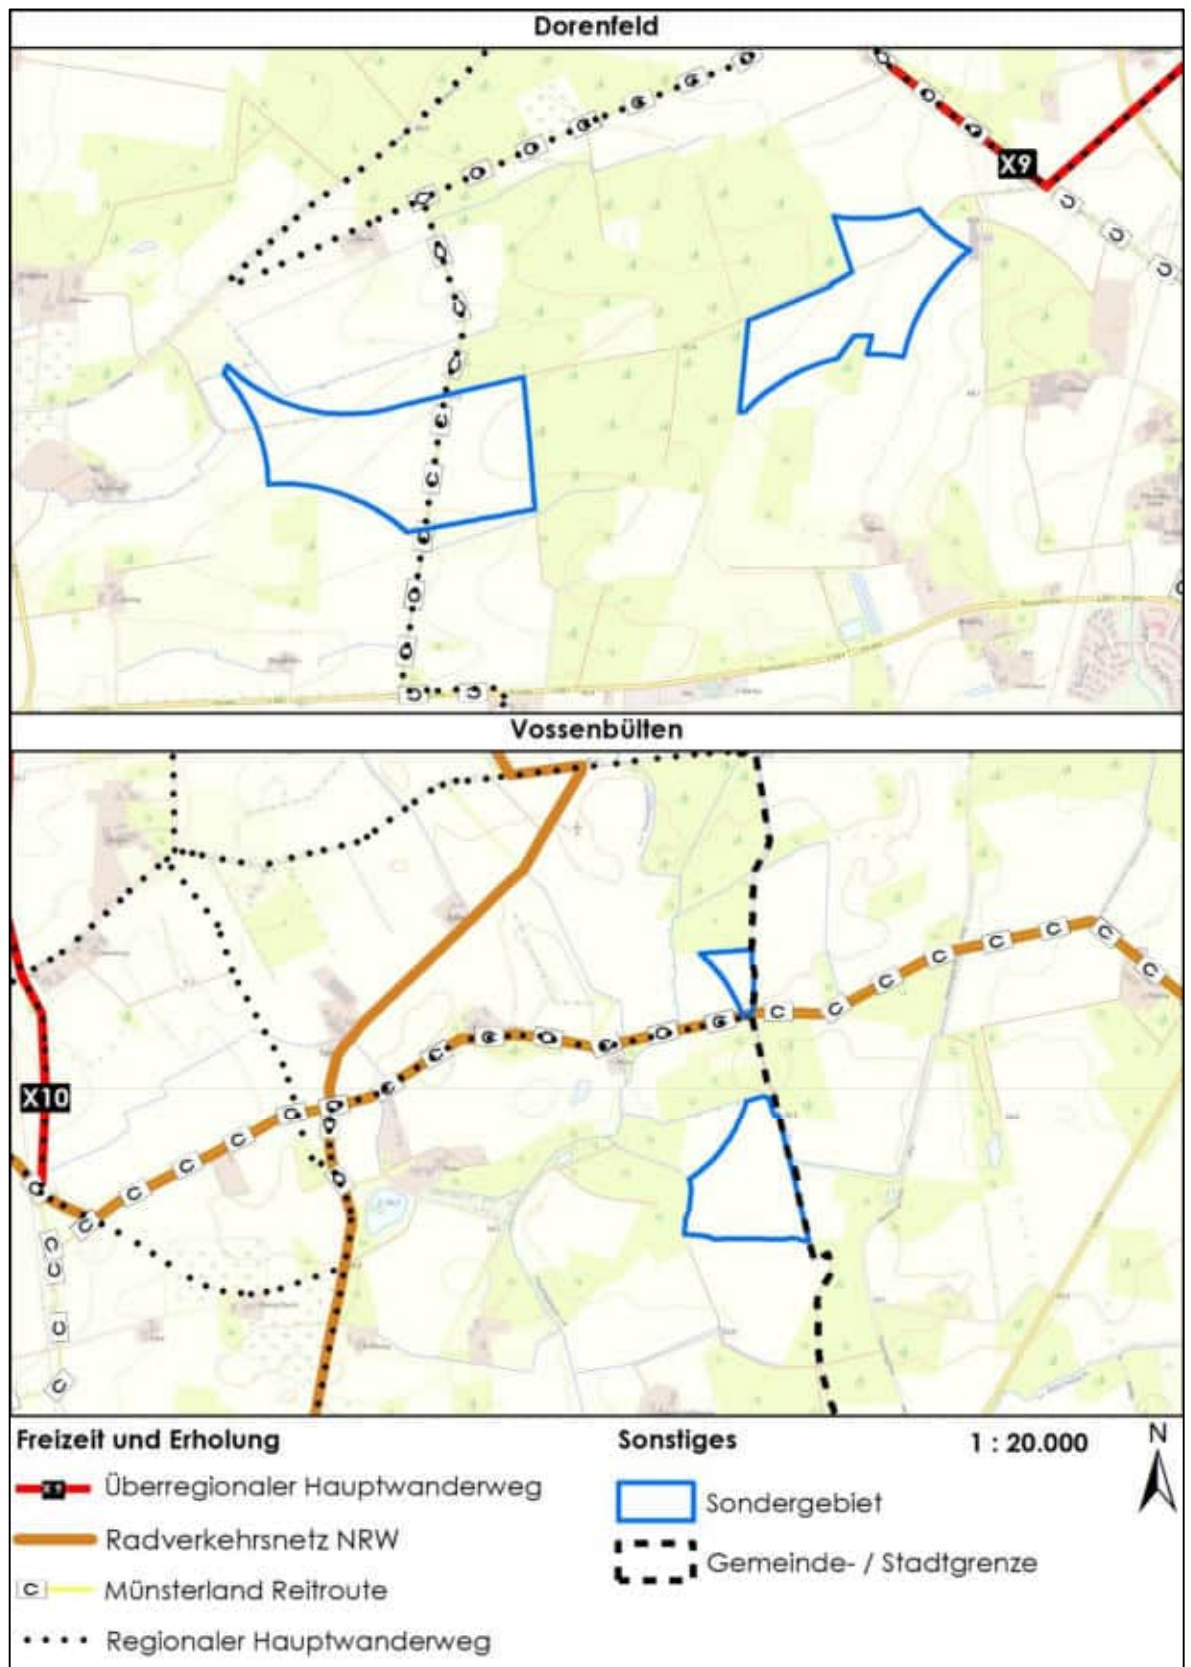 Dorenfeld
X9
Vossenbülten
X10
Freizeit und Erholung
Überregionaler Hauptwanderweg
Radverkehrsnetz NRW
C Münsterland Reitroute
Regionaler Hauptwanderweg
Sonstiges
Sondergebiet
Gemeinde- / Stadtgrenze
1 : 20.000
N